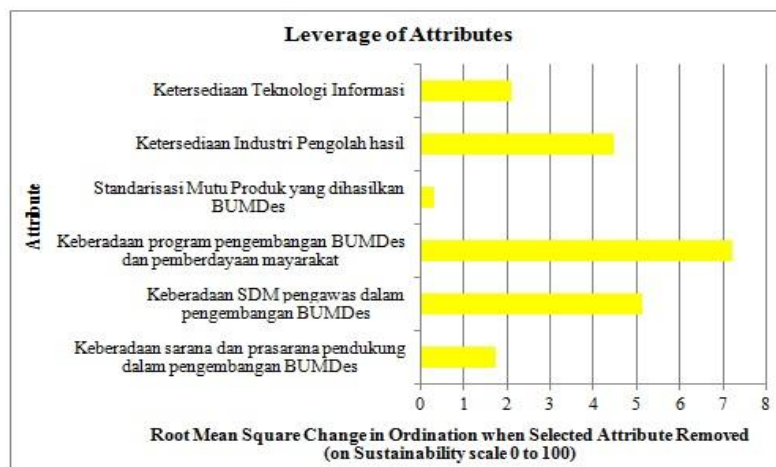 Leverage of Attributes
Attribute
Ketersediaan Teknologi Informasi
Ketersediaan Industri Pengolah hasil
Standarisasi Mutu Produk yang dihasilkan
BUMDes
Keberadaan program pengembangan BUMDes
dan pemberdayaan mayarakat
Keberadaan SDM pengawas dalam
pengembangan BUMDes
Keberadaan sarana dan prasarana pendukung
dalam pengembangan BUMDes
0 1 2 3 4 5 6 7 8
Root Mean Square Change in Ordination when Selected Attribute Removed
(on Sustainability scale 0 to 100)